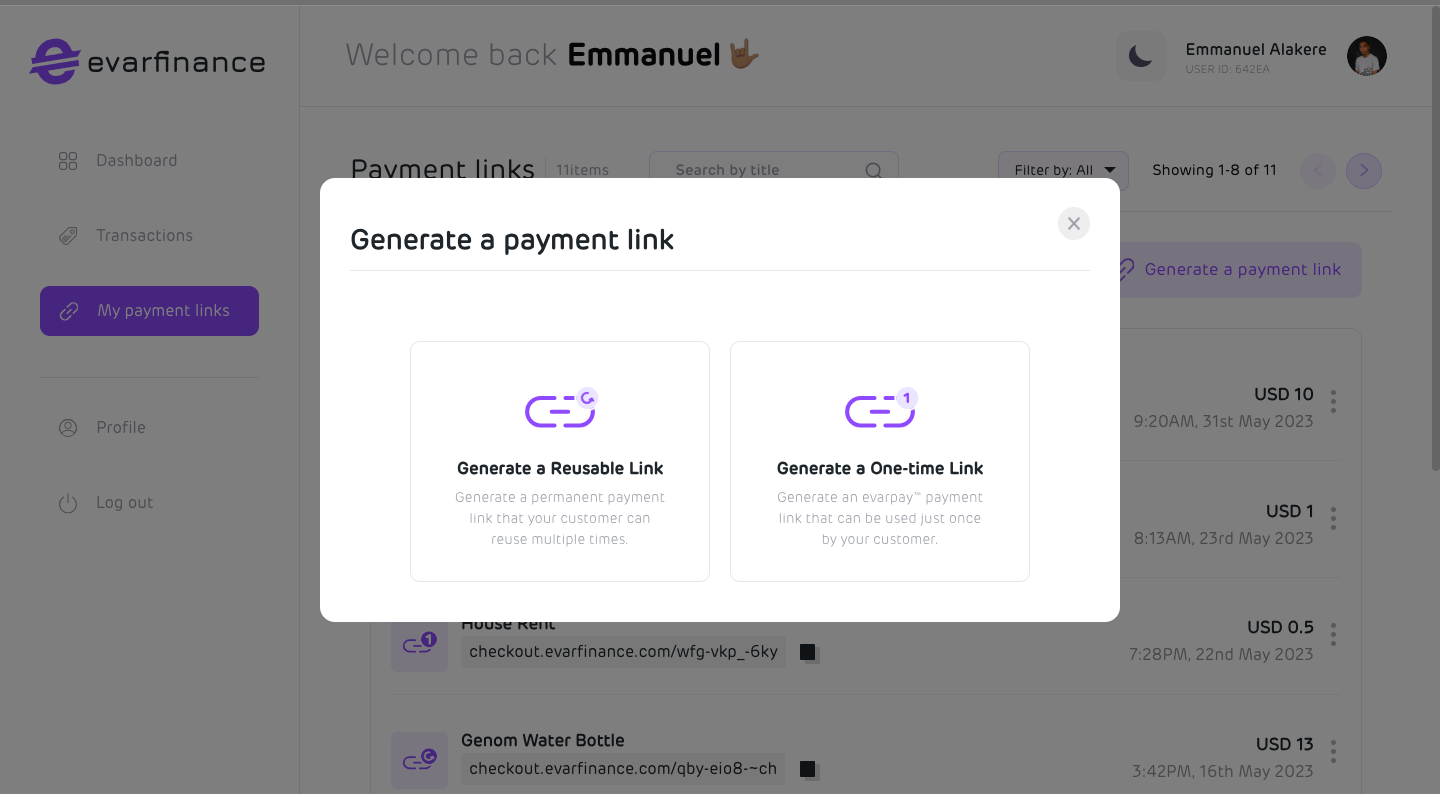 evarfinance
Welcome back Emmanuel
Emmanuel Alakere
USER ID: 642EA
Dashboard
Transactions
My payment links
Profile
Log out
Payment links
11items
Search by title
Filter by: All
Showing 1-8 of 11
Generate a payment link
Generate a payment link
Generate a Reusable Link
Generate a permanent payment
link that your customer can
reuse multiple times.
1
Generate a One-time Link
Generate an evarpay™ payment
link that can be used just once
by your customer.
USD 10
9:20AM, 31st May 2023
USD 1
8:13AM, 23rd May 2023
1
House Rent
checkout.evarfinance.com/wfg-vkp_-6ky
USD 0.5
7:28PM, 22nd May 2023
Genom Water Bottle
checkout.evarfinance.com/qby-eio8-~ch
USD 13
3:42PM, 16th May 2023